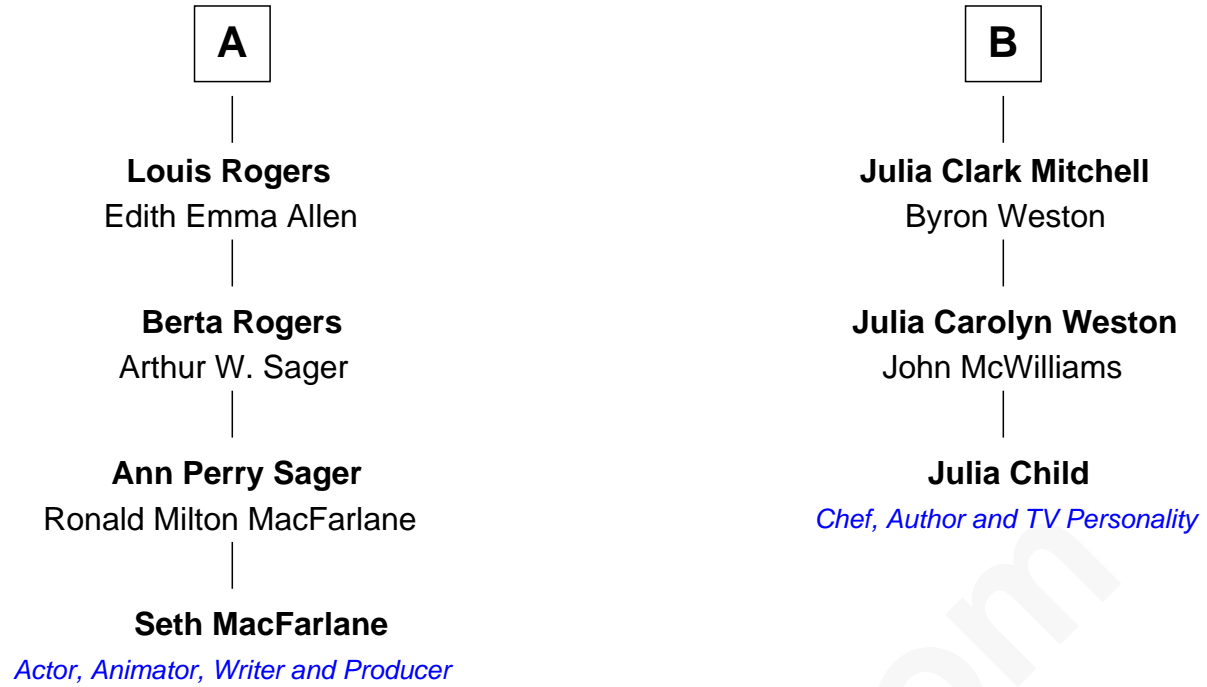 A
Louis Rogers
Edith Emma Allen
Berta Rogers
Arthur W. Sager
Ann Perry Sager
Ronald Milton MacFarlane
Seth MacFarlane
Actor, Animator, Writer and Producer
B
Julia Clark Mitchell
Byron Weston
Julia Carolyn Weston
John McWilliams
Julia Child
Chef, Author and TV Personality
om